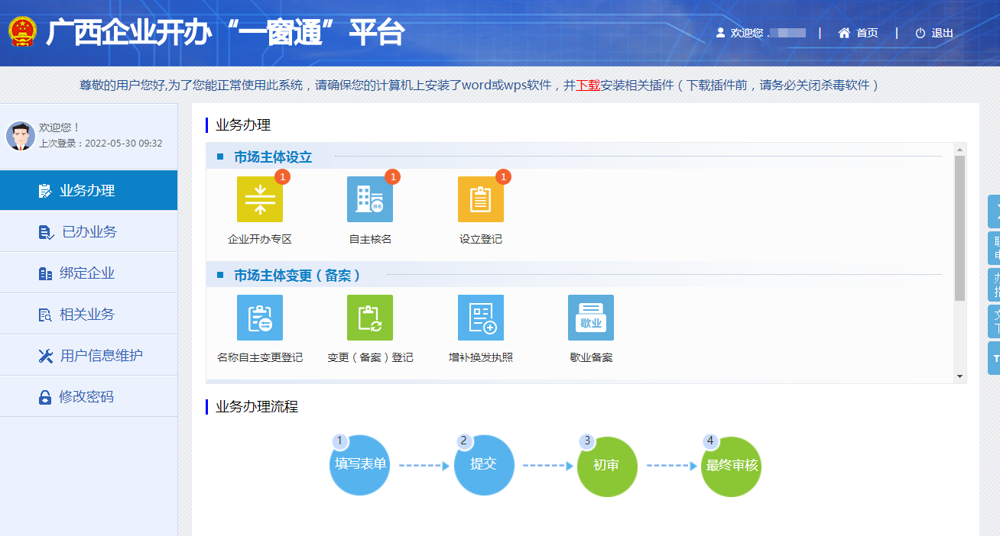 广西企业开办“一窗通”平台
欢迎您，
|
首页
|
退出
尊敬的用户您好,为了您能正常使用此系统，请确保您的计算机上安装了word或wps软件，并下载安装相关插件（下载插件前，请务必关闭杀毒软件）
欢迎您！
上次登录：2022-05-30 09:32
业务办理
已办业务
绑定企业
相关业务
用户信息维护
修改密码
业务办理
市场主体设立
1
1
1
企业开办专区
自主核名
设立登记
市场主体变更（备案）
歇业
名称自主变更登记
变更（备案）登记
增补换发执照
歇业备案
业务办理流程
1
填写表单
2
提交
3
初审
4
最终审核